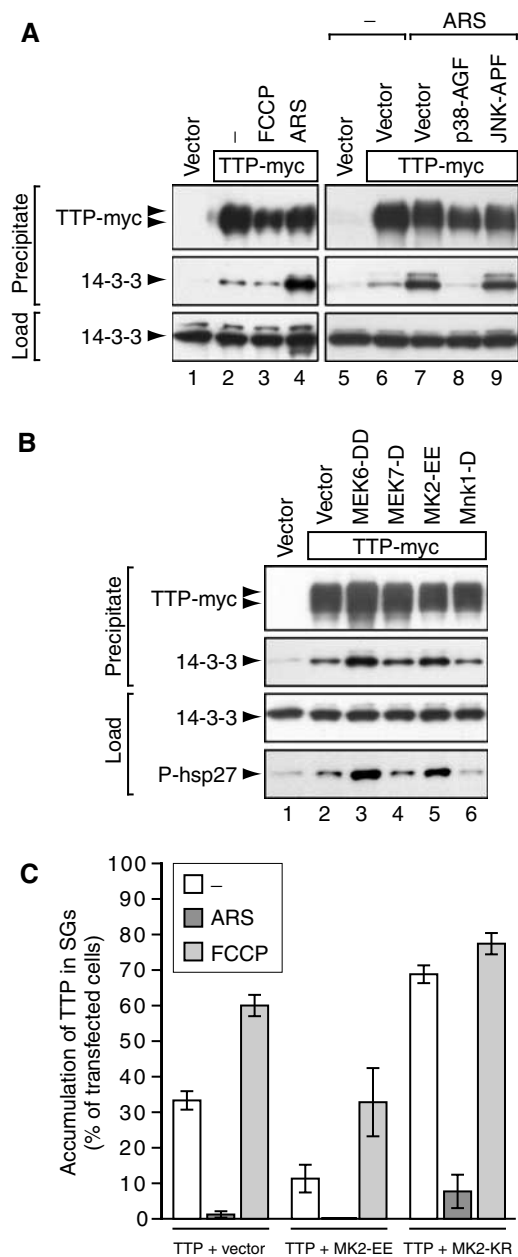 A
–
ARS
Vector
–
FCCP
ARS
Vector
Vector
Vector
p38-AGF
JNK-APF
TTP-myc
TTP-myc
Precipitate
TTP-myc
14-3-3
Load
14-3-3
1 2 3 4 5 6 7 8 9
B
Vector
Vector
MEK6-DD
MEK7-D
MK2-EE
Mnk1-D
TTP-myc
Precipitate
TTP-myc
14-3-3
Load
14-3-3
P-hsp27
1 2 3 4 5 6
C
Accumulation of TTP in SGs
(% of transfected cells)
100
90
80
70
60
50
40
30
20
10
0
–
ARS
FCCP
TTP + vector
TTP + MK2-EE
TTP + MK2-KR